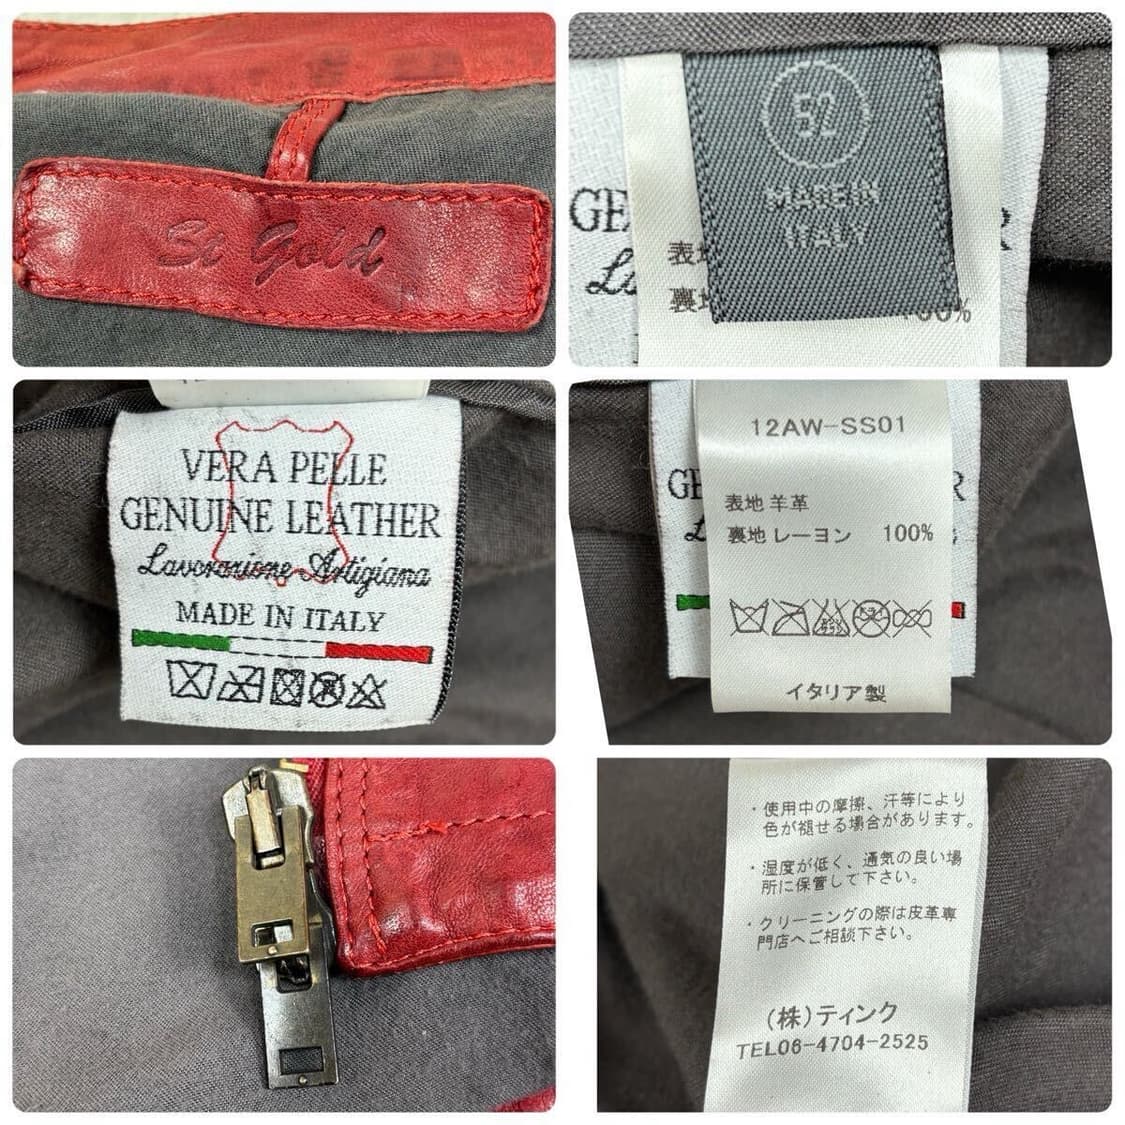 St Gold
52
MADE IN
ITALY
GE
表地
裏地
100%
VERA PELLE
GENUINE LEATHER
Lavorazione Artigiana
MADE IN ITALY
12AW-SS01
表地 羊革
裏地 レーヨン 100%
イタリア製
・使用中の摩擦、汗等により
色が褪せる場合があります。
・湿度が低く、通気の良い場
所に保管して下さい。
・クリーニングの際は皮革専
門店へご相談下さい。
(株)ティンク
TEL06-4704-2525